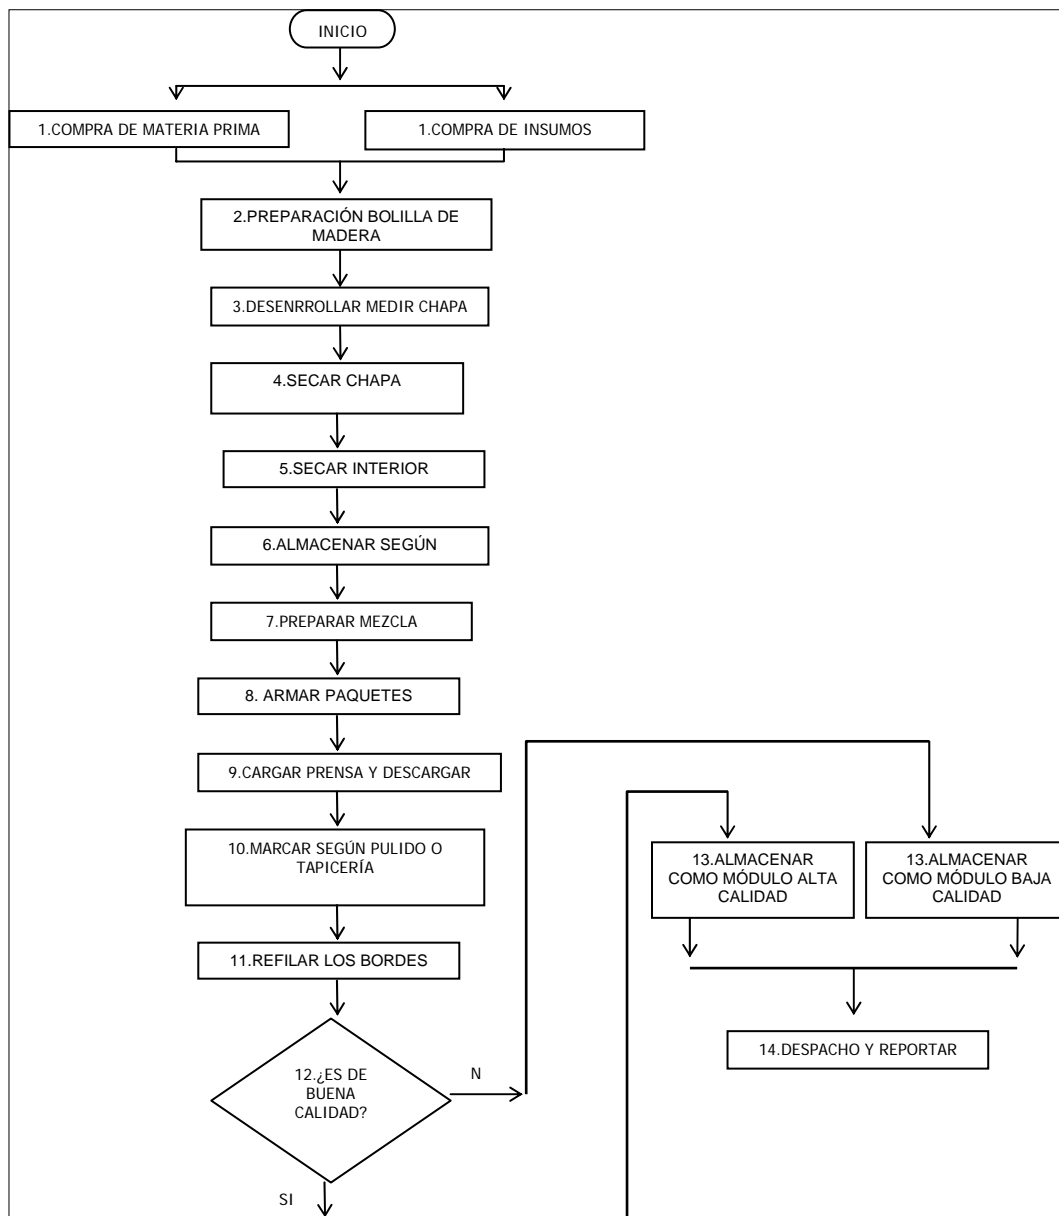 INICIO
1.COMPRA DE MATERIA PRIMA
1.COMPRA DE INSUMOS
2.PREPARACIÓN BOLILLA DE
MADERA
3.DESENRROLLAR MEDIR CHAPA
4.SECAR CHAPA
5.SECAR INTERIOR
6.ALMACENAR SEGÚN
7.PREPARAR MEZCLA
8. ARMAR PAQUETES
9.CARGAR PRENSA Y DESCARGAR
10.MARCAR SEGÚN PULIDO O
TAPICERÍA
11.REFILAR LOS BORDES
12.¿ES DE
BUENA
CALIDAD?
N
SI
13.ALMACENAR
COMO MÓDULO ALTA
CALIDAD
13.ALMACENAR
COMO MÓDULO BAJA
CALIDAD
14.DESPACHO Y REPORTAR